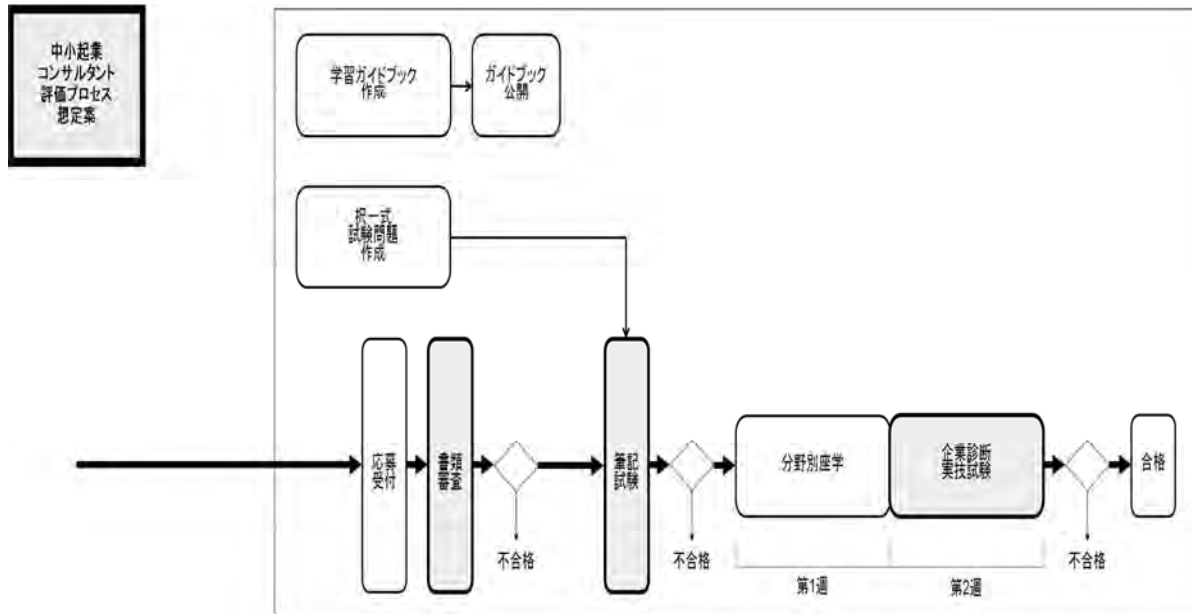 中小起業
コンサルタント
評価プロセス
想定案
学習ガイドブック
作成
ガイドブック
公開
択一式
試験問題
作成
応募
受付
書類
審査
不合格
筆記
試験
不合格
分野別座学
企業診断
実技試験
不合格
合格
第1週
第2週